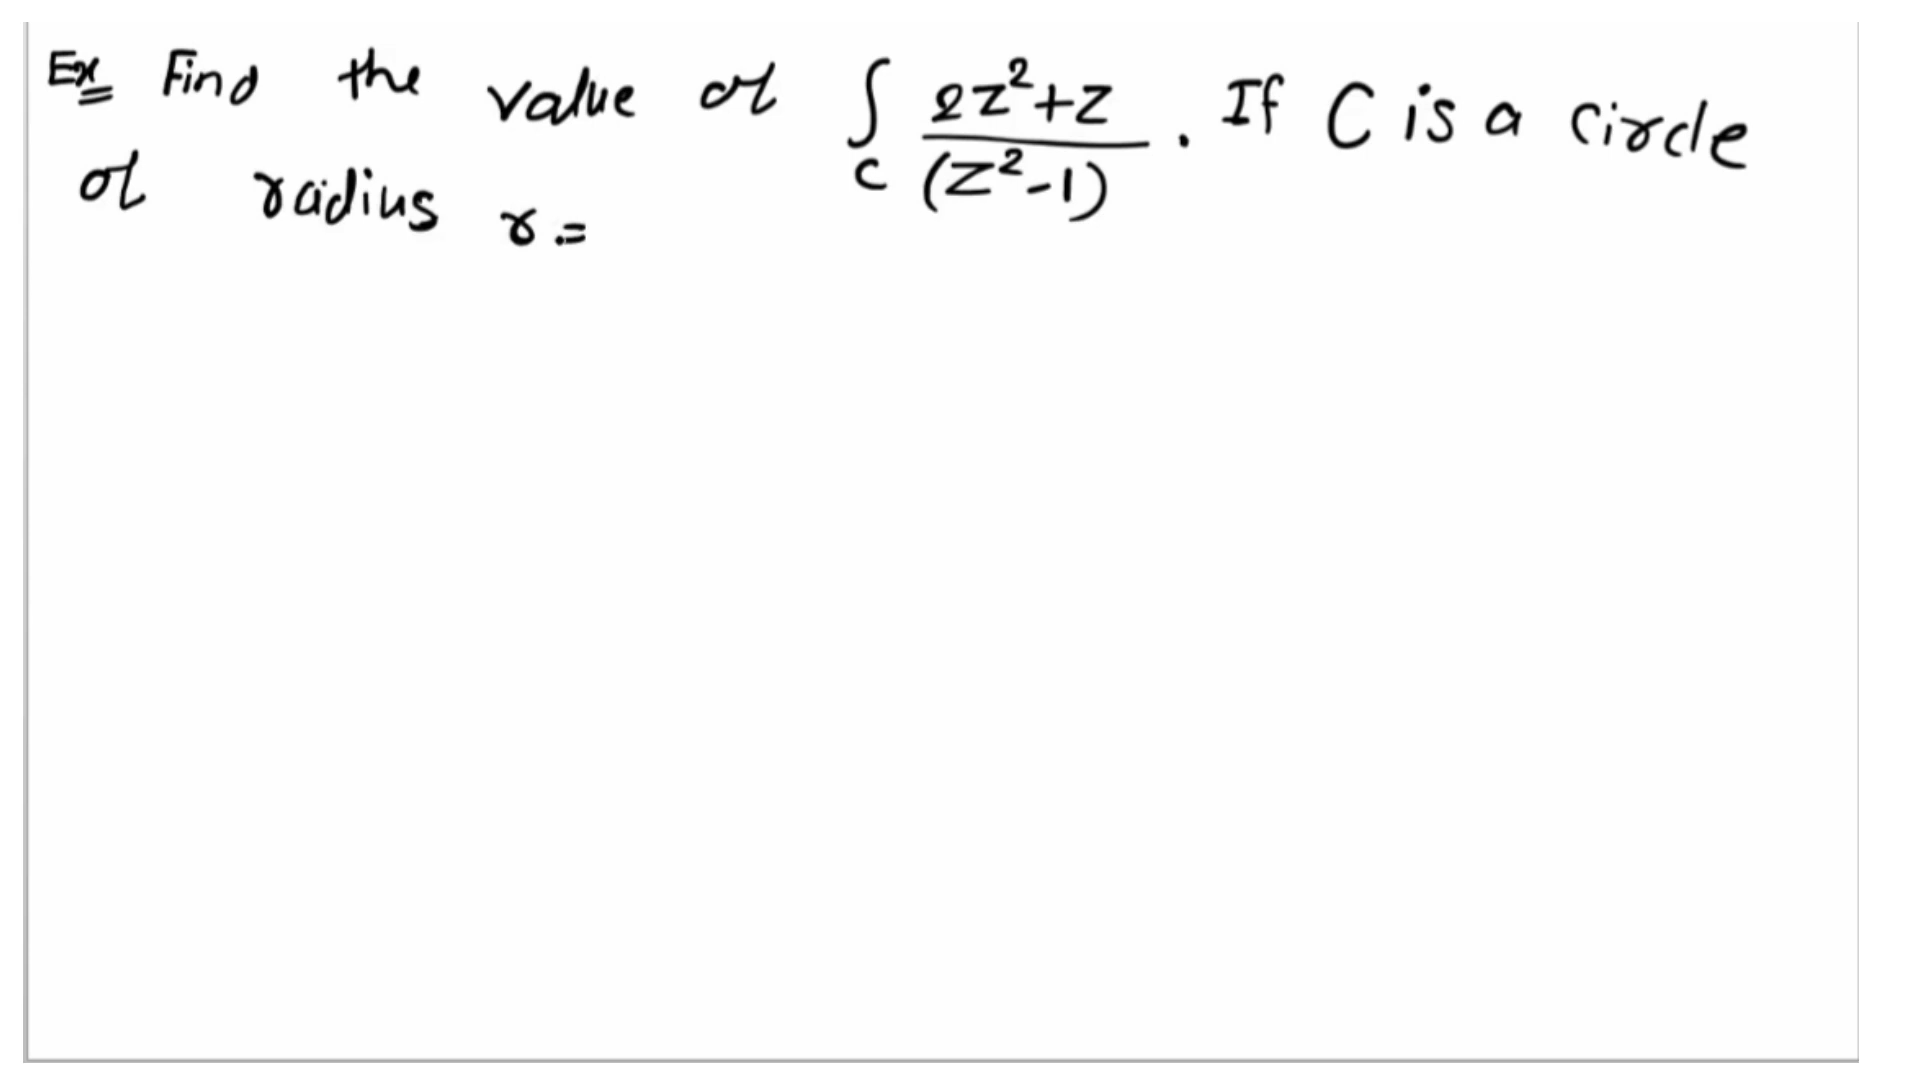 Ex Find the value of ∫_C (2z²+z)/(z²-1) . If C is a circle
of radius r =